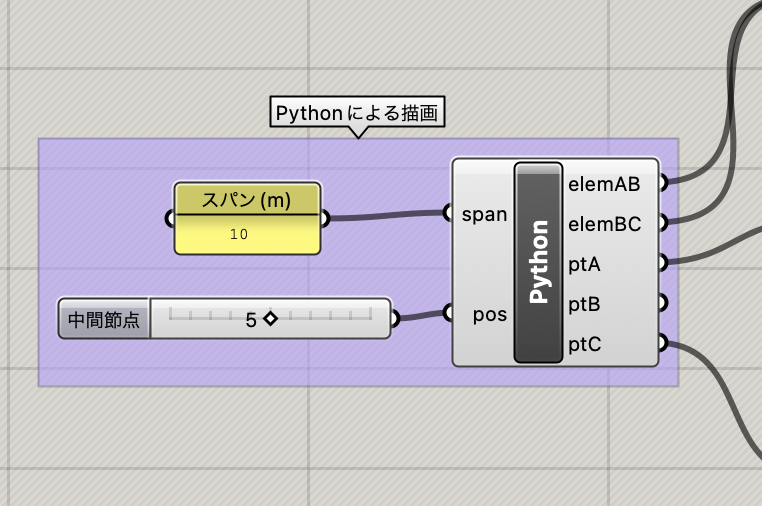 Pythonによる描画
スパン (m)
10
中間節点
5
span
pos
Python
elemAB
elemBC
ptA
ptB
ptC